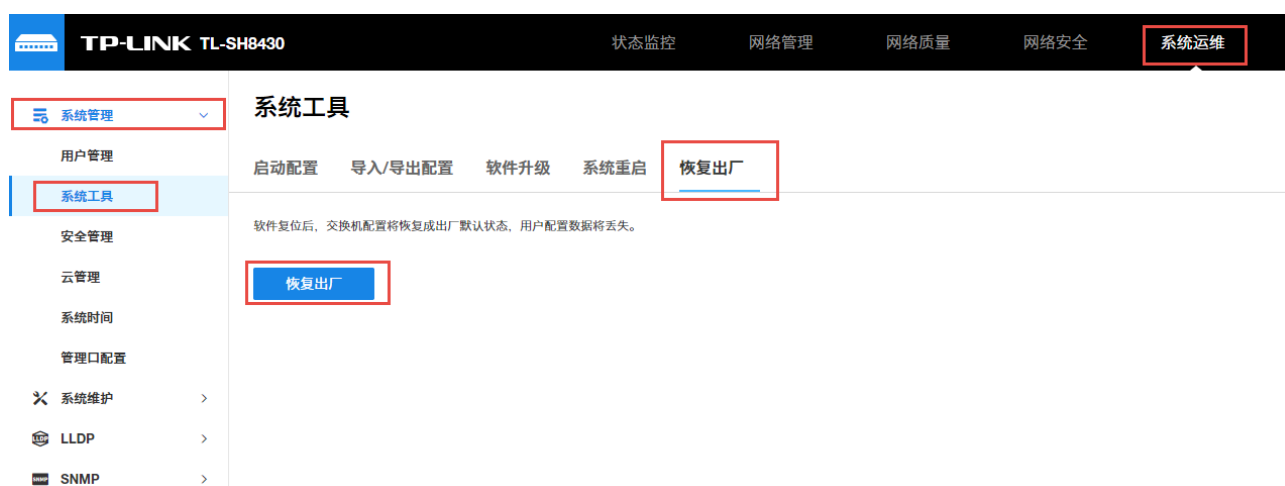 TP-LINK TL-SH8430 状态监控 网络管理 网络质量 网络安全 系统运维
系统管理
用户管理
系统工具
安全管理
云管理
系统时间
管理口配置
系统维护
LLDP LLDP
SNMP SNMP
系统工具
启动配置 导入/导出配置 软件升级 系统重启 恢复出厂
软件复位后，交换机配置将恢复成出厂默认状态，用户配置数据将丢失。
恢复出厂